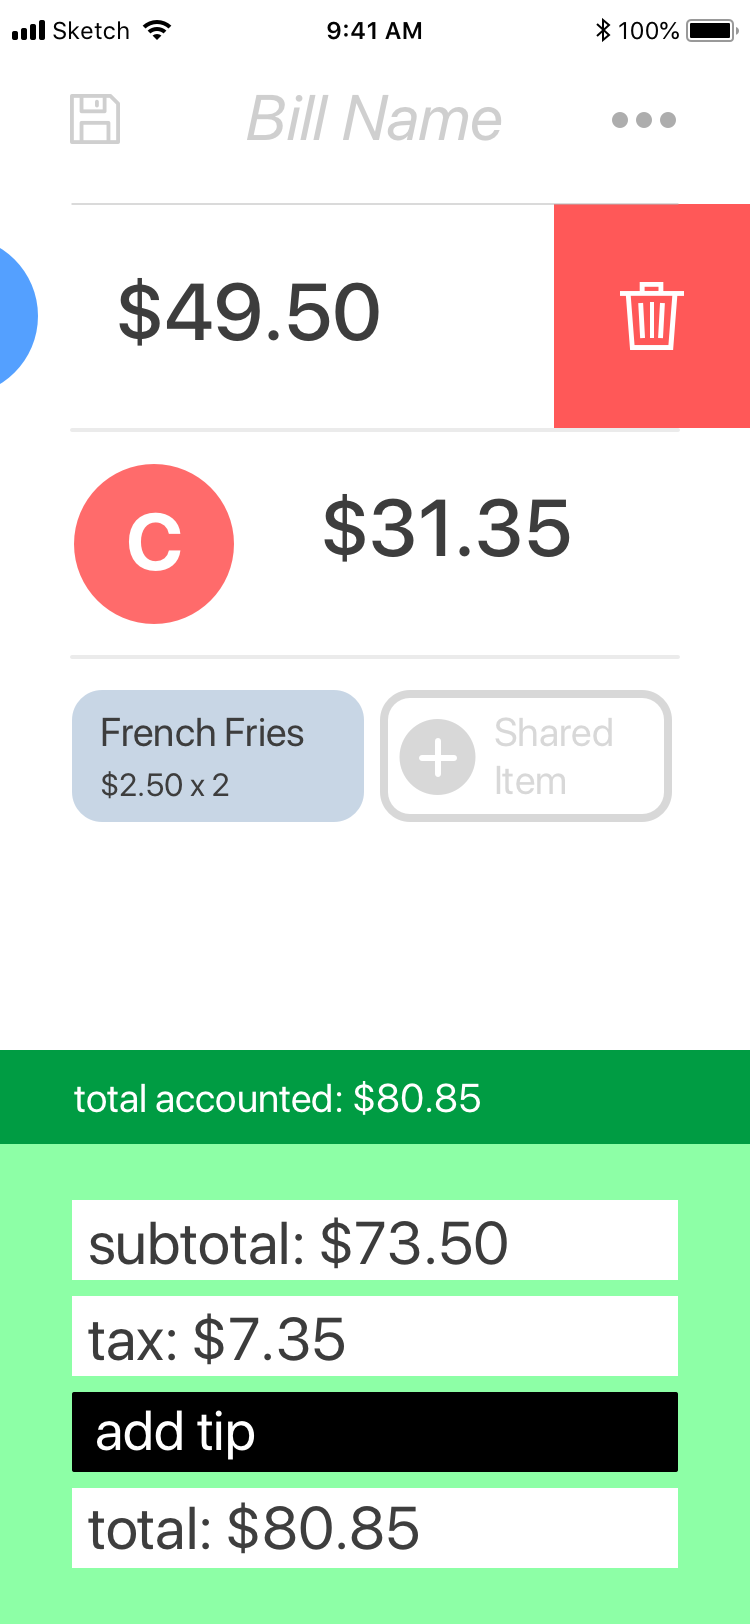 Sketch 9:41 AM 100%
Bill Name
$49.50
C $31.35
French Fries
$2.50 x 2
Shared
Item
total accounted: $80.85
subtotal: $73.50
tax: $7.35
add tip
total: $80.85